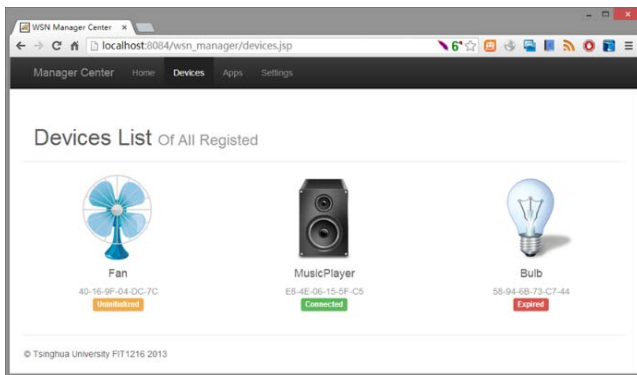 WSN Manager Center
localhost:8084/wsn_manager/devices.jsp
6°
Manager Center Home Devices Apps Settings
Devices List Of All Registed
Fan MusicPlayer Bulb
40-16-9F-04-DC-7C E8-4E-06-15-5F-C5 58-94-6B-73-C7-44
Uninitialized Connected Expired
© Tsinghua University FIT1216 2013